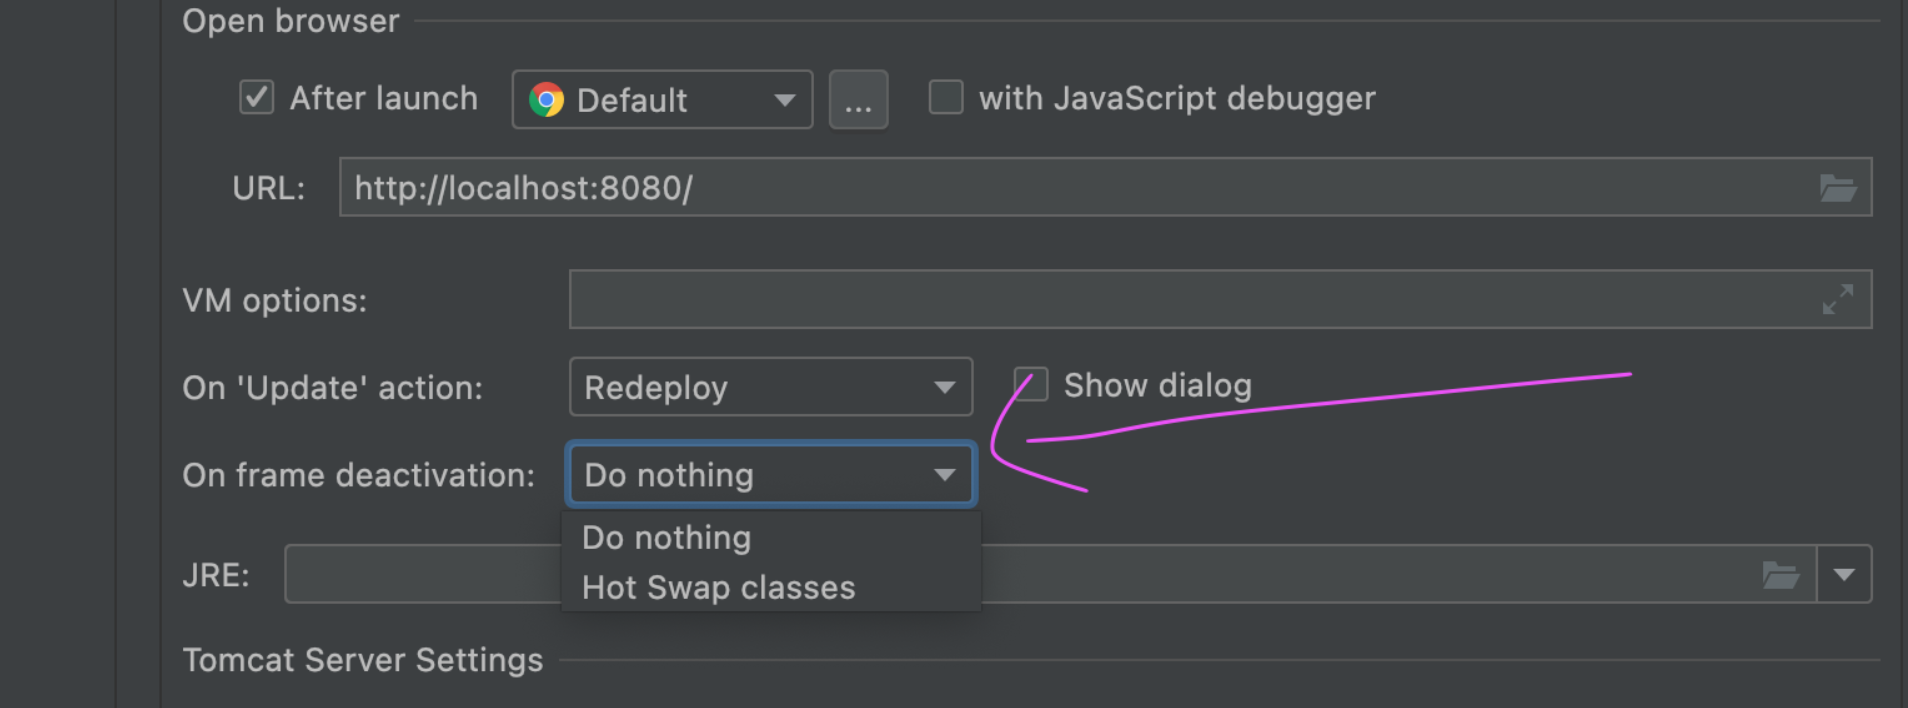 Open browser
After launch Default ... with JavaScript debugger
URL: http://localhost:8080/
VM options:
On 'Update' action: Redeploy Show dialog
On frame deactivation: Do nothing
Do nothing
JRE: Hot Swap classes
Tomcat Server Settings